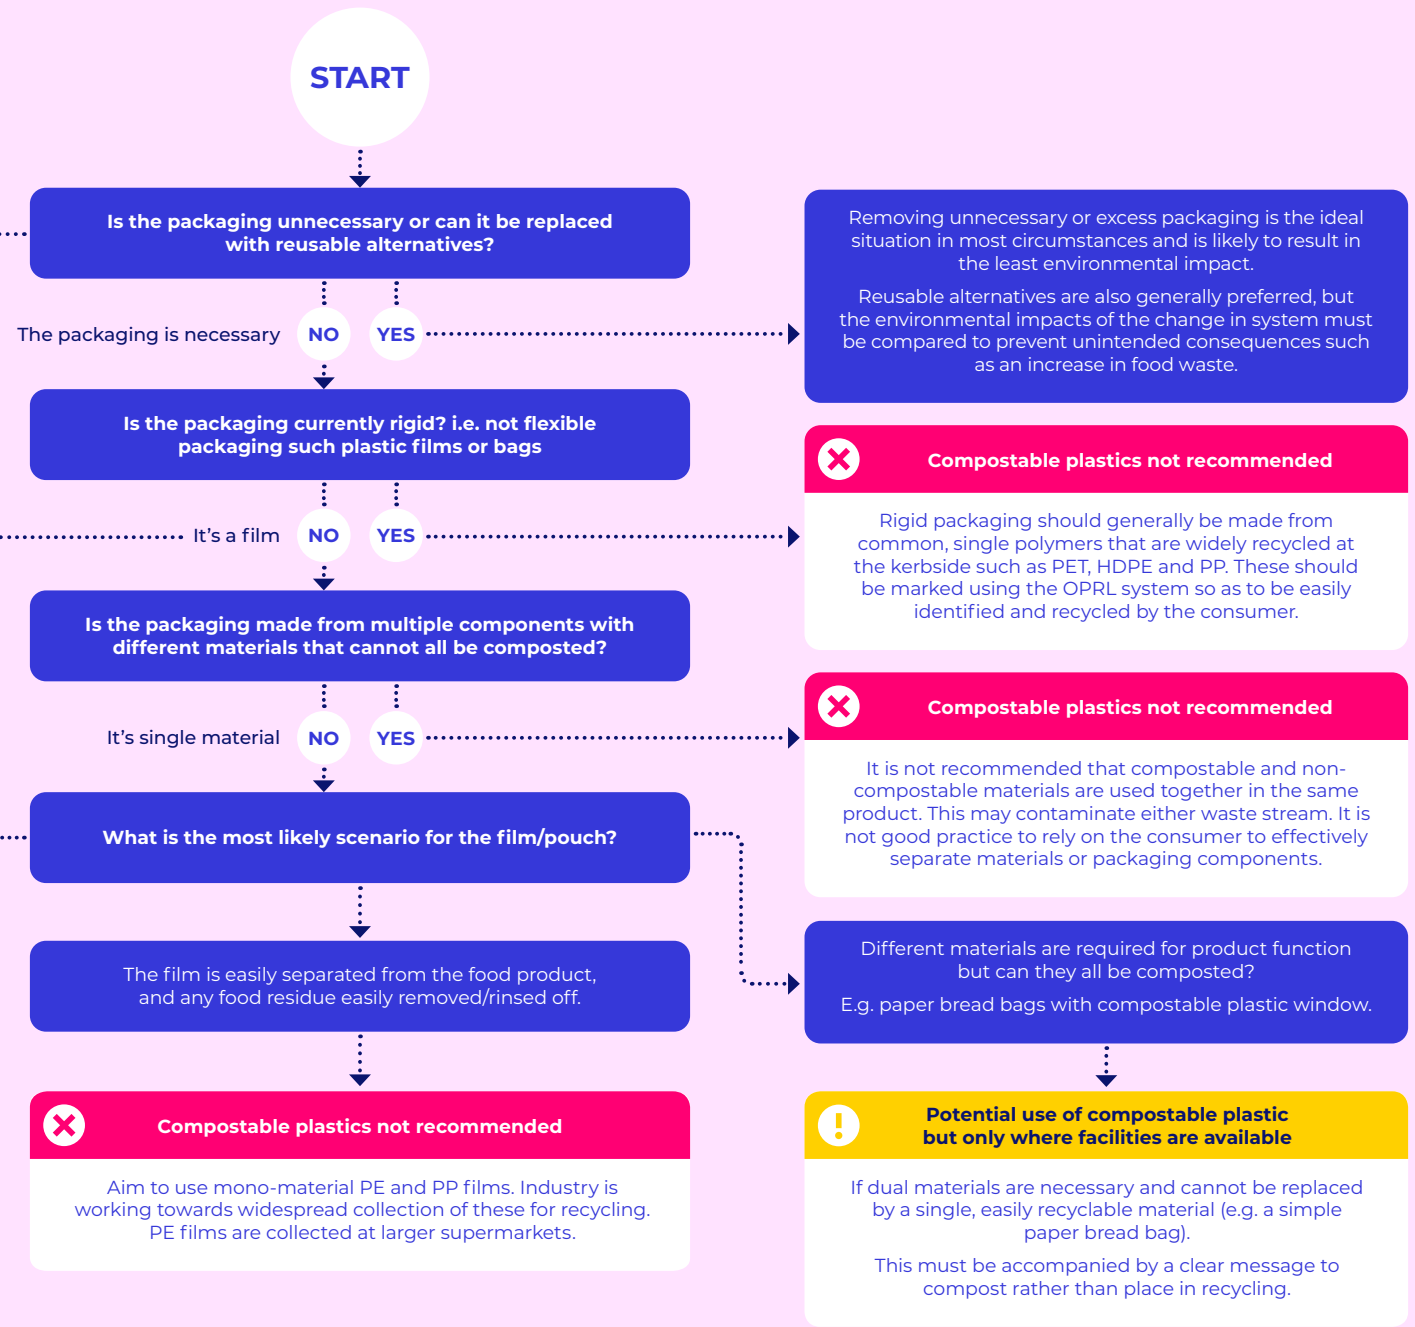 START
Is the packaging unnecessary or can it be replaced
with reusable alternatives?
Removing unnecessary or excess packaging is the ideal
situation in most circumstances and is likely to result in
the least environmental impact.
Reusable alternatives are also generally preferred, but
the environmental impacts of the change in system must
be compared to prevent unintended consequences such
as an increase in food waste.
The packaging is necessary
NO
YES
Is the packaging currently rigid? i.e. not flexible
packaging such plastic films or bags
Compostable plastics not recommended
Rigid packaging should generally be made from
common, single polymers that are widely recycled at
the kerbside such as PET, HDPE and PP. These should
be marked using the OPRL system so as to be easily
identified and recycled by the consumer.
It's a film
NO
YES
Is the packaging made from multiple components with
different materials that cannot all be composted?
Compostable plastics not recommended
It is not recommended that compostable and non-
compostable materials are used together in the same
product. This may contaminate either waste stream. It is
not good practice to rely on the consumer to effectively
separate materials or packaging components.
It's single material
NO
YES
What is the most likely scenario for the film/pouch?
The film is easily separated from the food product,
and any food residue easily removed/rinsed off.
Different materials are required for product function
but can they all be composted?
E.g. paper bread bags with compostable plastic window.
Compostable plastics not recommended
Aim to use mono-material PE and PP films. Industry is
working towards widespread collection of these for recycling.
PE films are collected at larger supermarkets.
Potential use of compostable plastic
but only where facilities are available
If dual materials are necessary and cannot be replaced
by a single, easily recyclable material (e.g. a simple
paper bread bag).
This must be accompanied by a clear message to
compost rather than place in recycling.